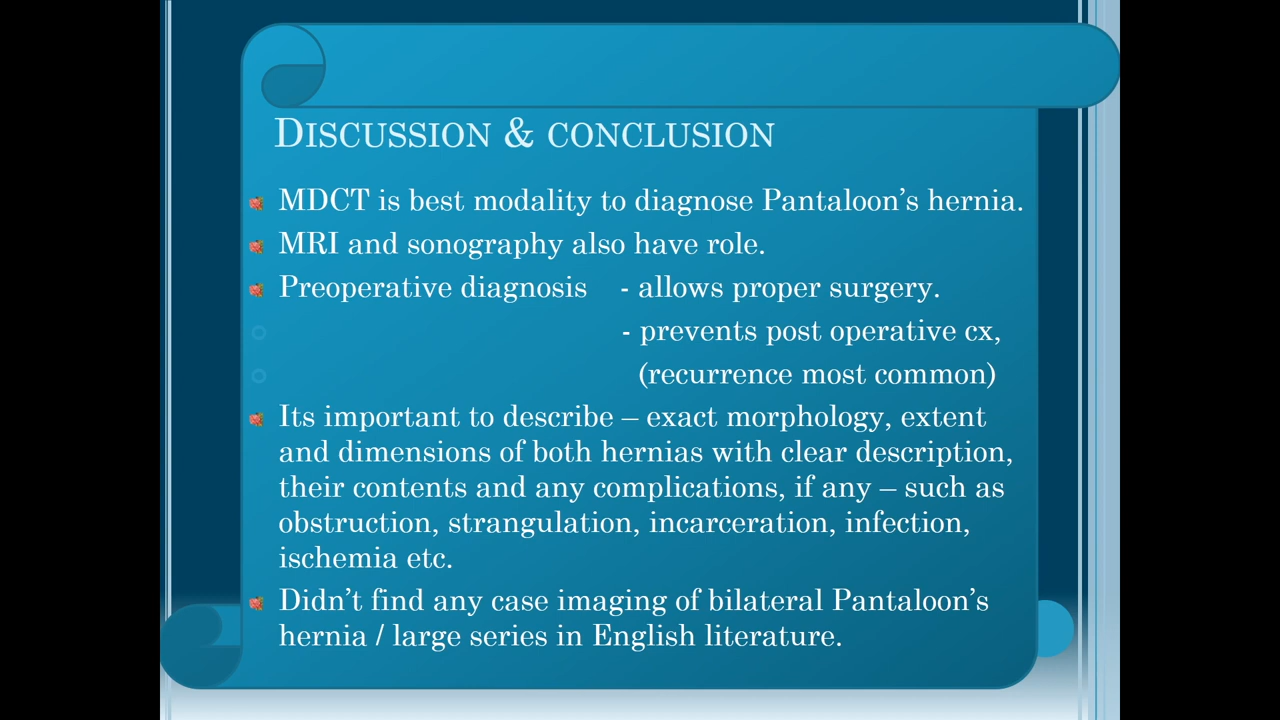 DISCUSSION & CONCLUSION
MDCT is best modality to diagnose Pantaloon’s hernia.
MRI and sonography also have role.
Preoperative diagnosis - allows proper surgery.
- prevents post operative cx,
(recurrence most common)
Its important to describe – exact morphology, extent
and dimensions of both hernias with clear description,
their contents and any complications, if any – such as
obstruction, strangulation, incarceration, infection,
ischemia etc.
Didn’t find any case imaging of bilateral Pantaloon’s
hernia / large series in English literature.